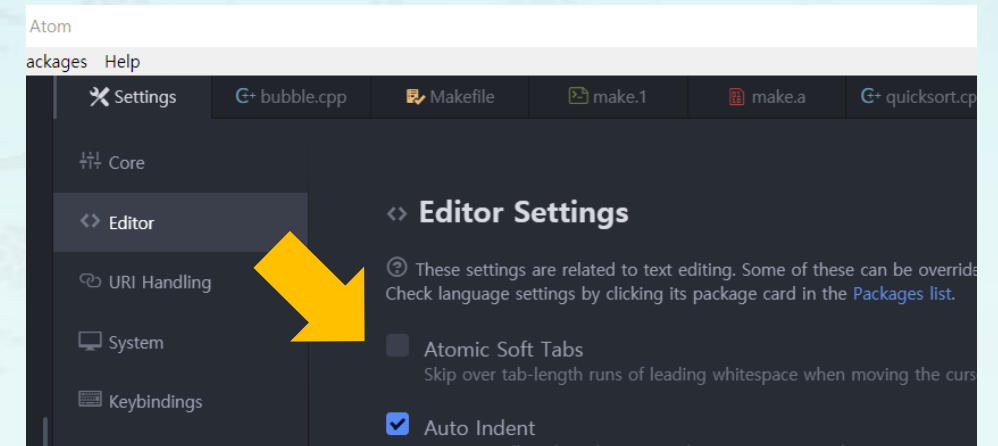 Atom
ackages Help
Settings bubble.cpp Makefile make.1 make.a quicksort.cp
Core
Editor
URI Handling
System
Keybindings
Editor Settings
These settings are related to text editing. Some of these can be override
Check language settings by clicking its package card in the Packages list.
Atomic Soft Tabs
Skip over tab-length runs of leading whitespace when moving the curs
Auto Indent